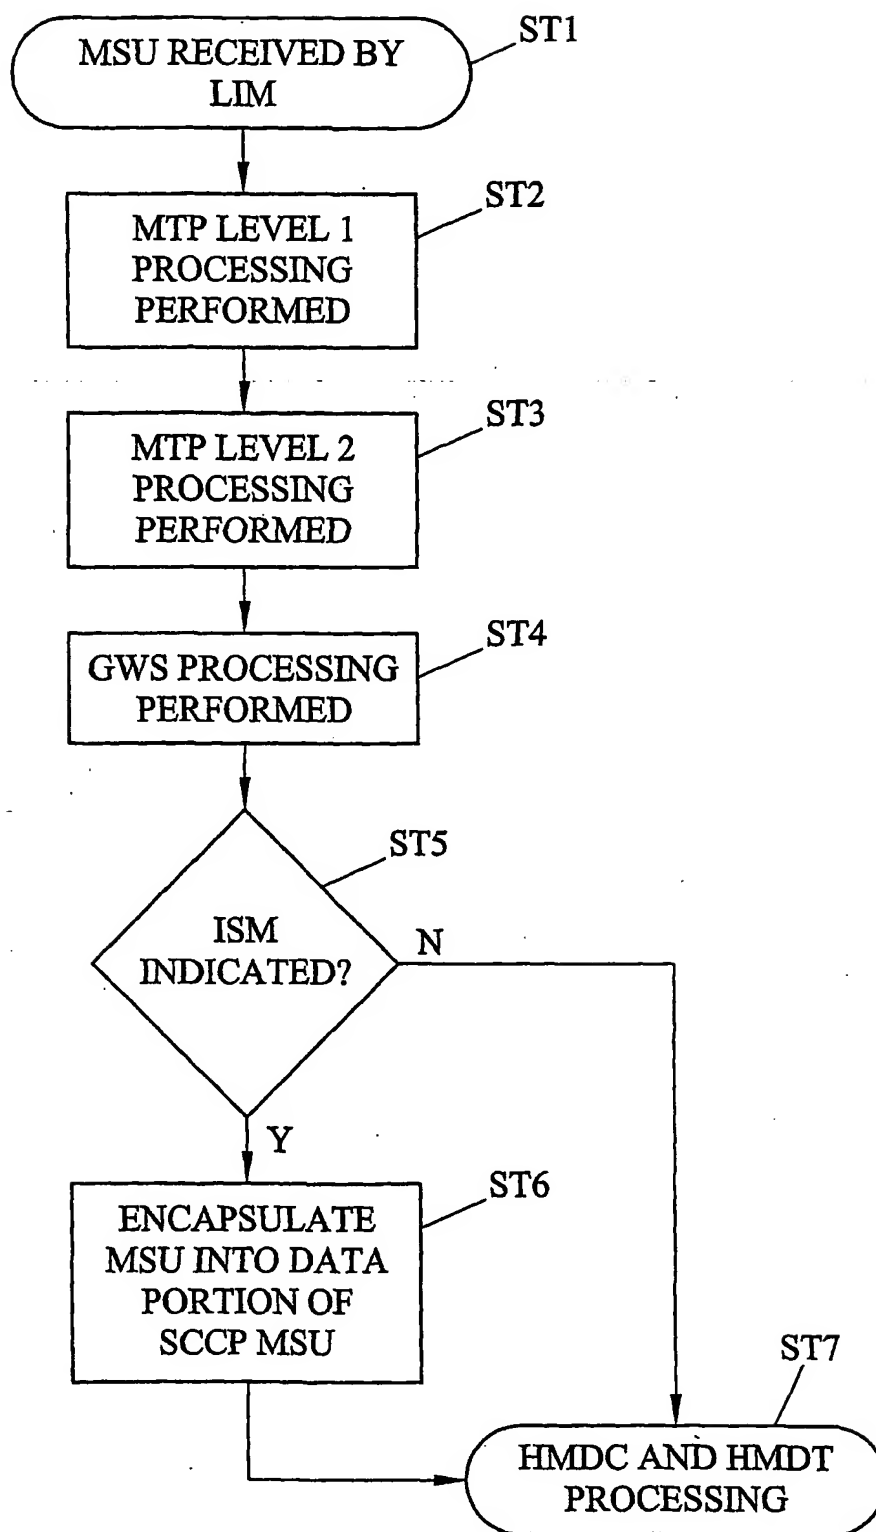 MSU RECEIVED BY
LIM
ST1
MTP LEVEL 1
PROCESSING
PERFORMED
ST2
MTP LEVEL 2
PROCESSING
PERFORMED
ST3
GWS PROCESSING
PERFORMED
ST4
ISM
INDICATED?
ST5
N
Y
ENCAPSULATE
MSU INTO DATA
PORTION OF
SCCP MSU
ST6
HMDC AND HMDT
PROCESSING
ST7